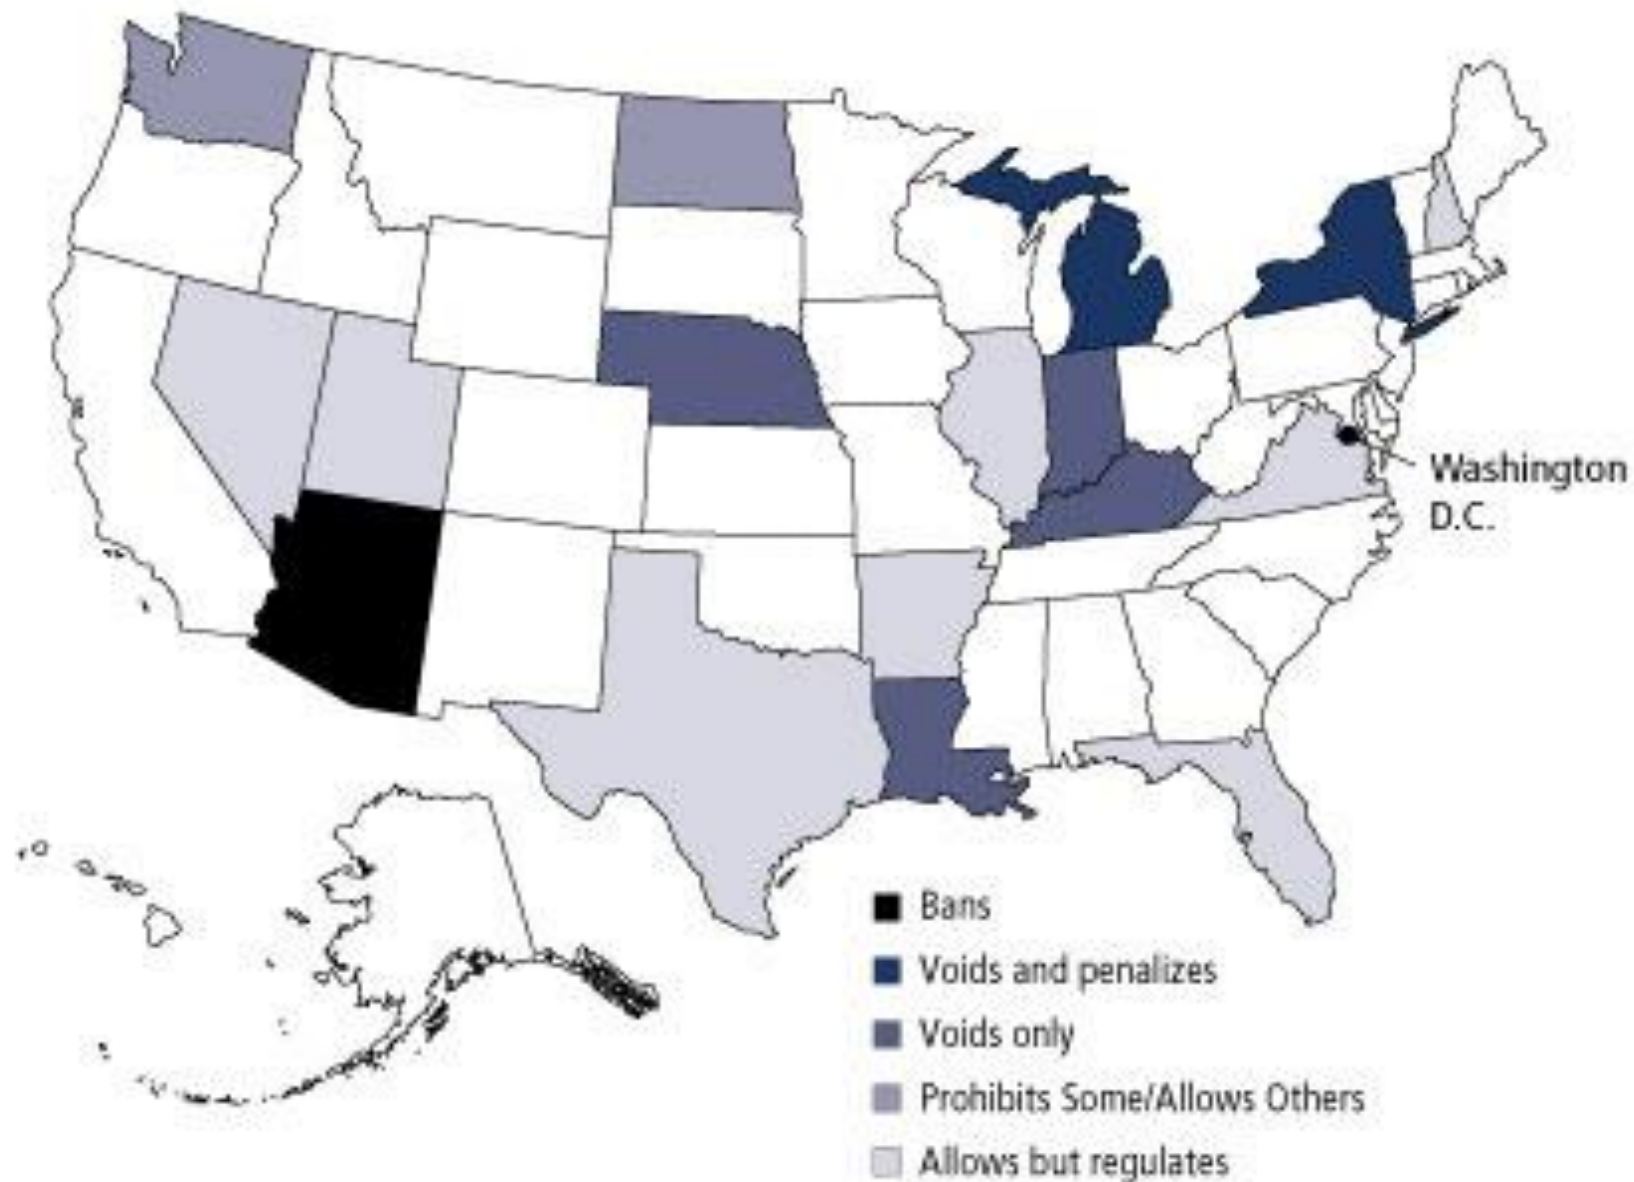 Washington
D.C.
Bans
Voids and penalizes
Voids only
Prohibits Some/Allows Others
Allows but regulates